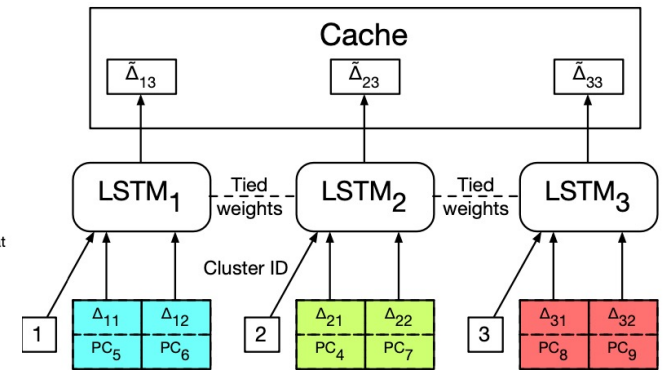 Cache
Δ̃₁₃ Δ̃₂₃ Δ̃₃₃
LSTM₁ Tied weights LSTM₂ Tied weights LSTM₃
at
Cluster ID
1 Δ₁₁ Δ₁₂ 2 Δ₂₁ Δ₂₂ 3 Δ₃₁ Δ₃₂
PC₅ PC₆ PC₄ PC₇ PC₈ PC₉